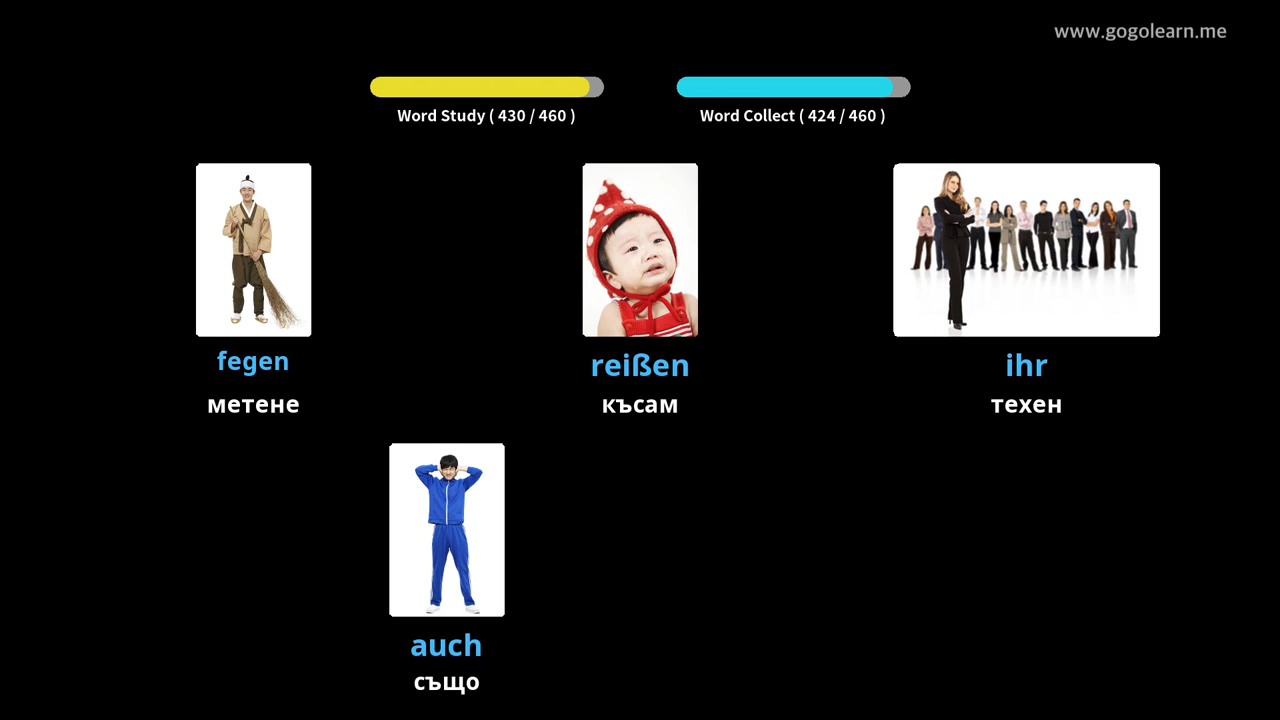 www.gogolearn.me
Word Study ( 430 / 460 )
Word Collect ( 424 / 460 )
fegen
метене
reißen
късам
ihr
техен
auch
също